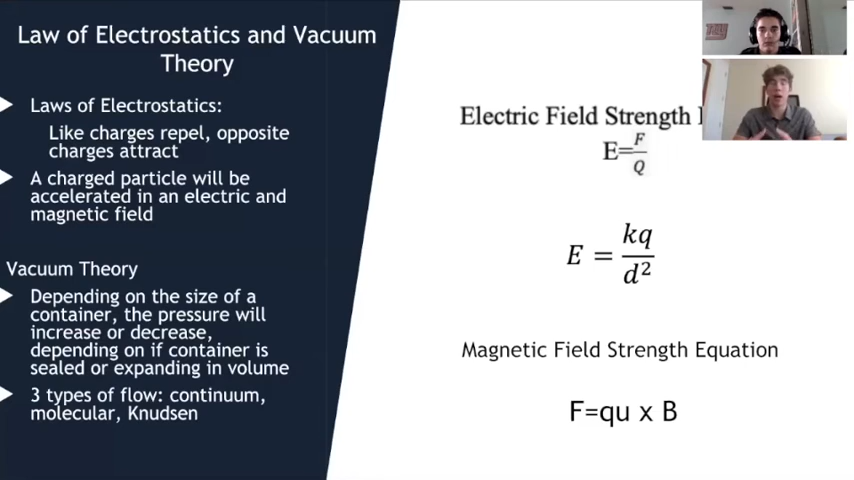 Law of Electrostatics and Vacuum
Theory
Laws of Electrostatics:
Like charges repel, opposite
charges attract
A charged particle will be
accelerated in an electric and
magnetic field
Vacuum Theory
Depending on the size of a
container, the pressure will
increase or decrease,
depending on if container is
sealed or expanding in volume
3 types of flow: continuum,
molecular, Knudsen
Electric Field Strength
E=F/Q
E = kq/d²
Magnetic Field Strength Equation
F=qu x B